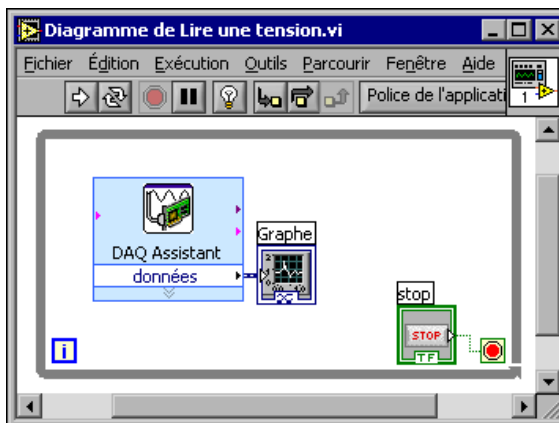 Diagramme de Lire une tension.vi
Fichier Édition Exécution Outils Parcourir Fenêtre Aide
Police de l'applicati
1
DAQ Assistant
données
Graphe
stop
STOP
TF
i